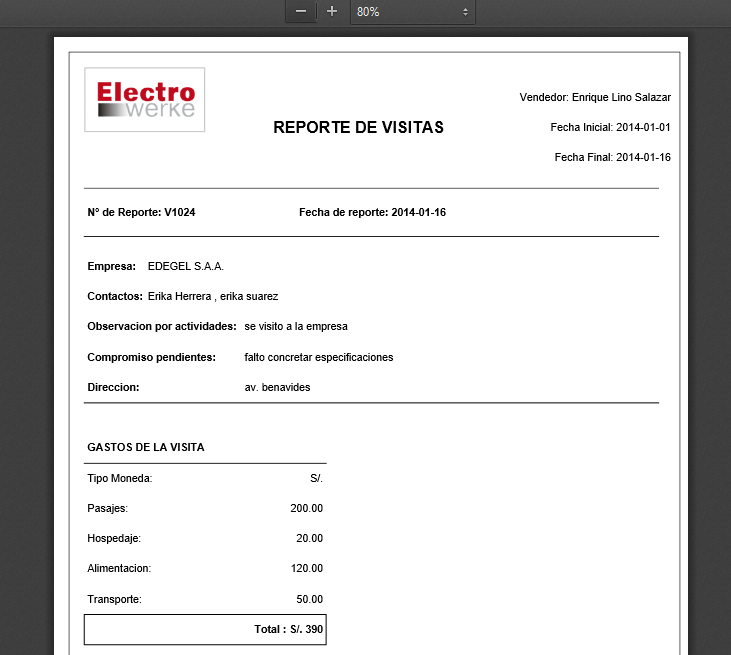 80%
Electro
werke
REPORTE DE VISITAS
Vendedor: Enrique Lino Salazar
Fecha Inicial: 2014-01-01
Fecha Final: 2014-01-16
Nº de Reporte: V1024 Fecha de reporte: 2014-01-16
Empresa: EDEGEL S.A.A.
Contactos: Erika Herrera , erika suarez
Observacion por actividades: se visito a la empresa
Compromiso pendientes: falto concretar especificaciones
Direccion: av. benavides
GASTOS DE LA VISITA
Tipo Moneda: S/.
Pasajes: 200.00
Hospedaje: 20.00
Alimentacion: 120.00
Transporte: 50.00
Total : S/. 390